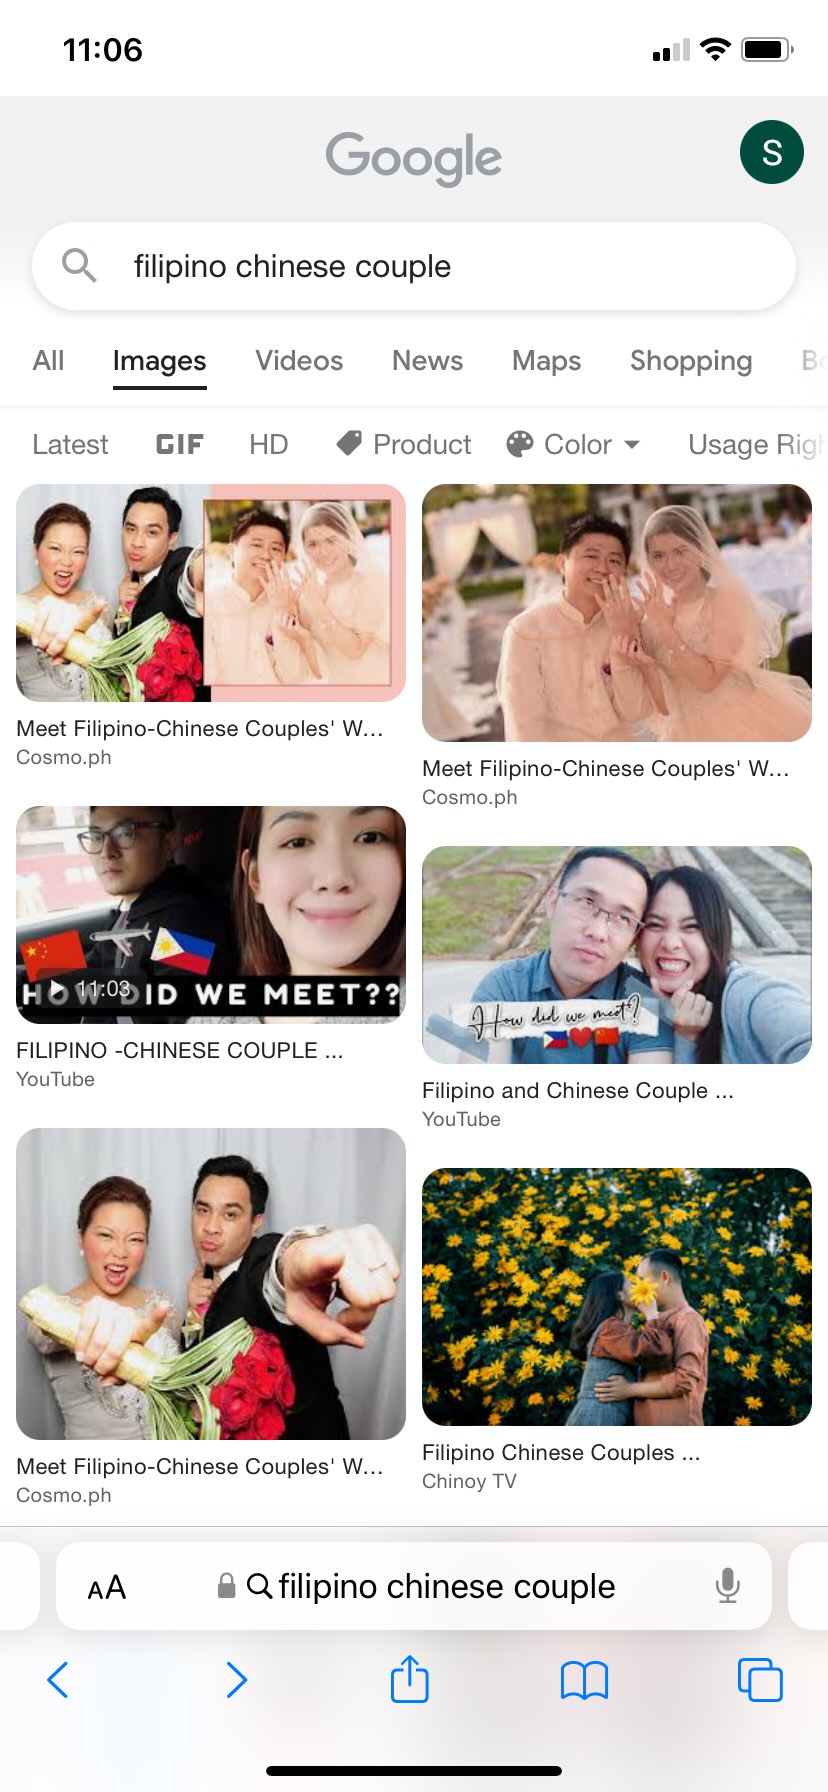 11:06
Google
S
filipino chinese couple
All Images Videos News Maps Shopping
Latest GIF HD Product Color Usage
Meet Filipino-Chinese Couples' W...
Cosmo.ph
Meet Filipino-Chinese Couples' W...
Cosmo.ph
11:03
HOW DID WE MEET??
FILIPINO -CHINESE COUPLE ...
YouTube
How did we meet?
Filipino and Chinese Couple ...
YouTube
Meet Filipino-Chinese Couples' W...
Cosmo.ph
Filipino Chinese Couples ...
Chinoy TV
AA filipino chinese couple